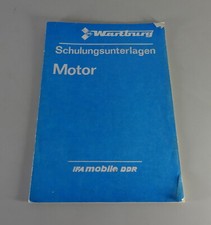 Wartburg
Schulungsunterlagen
Motor
IFA mobile DDR